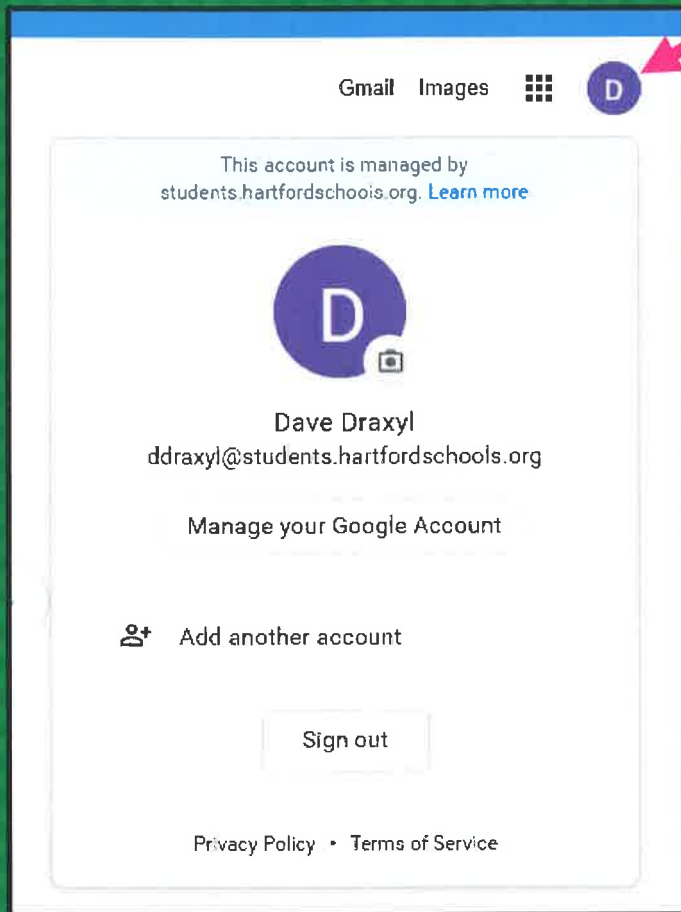 Gmail Images D
This account is managed by
students.hartfordschools.org. Learn more
D
Dave Draxyl
ddraxyl@students.hartfordschools.org
Manage your Google Account
Add another account
Sign out
Privacy Policy • Terms of Service